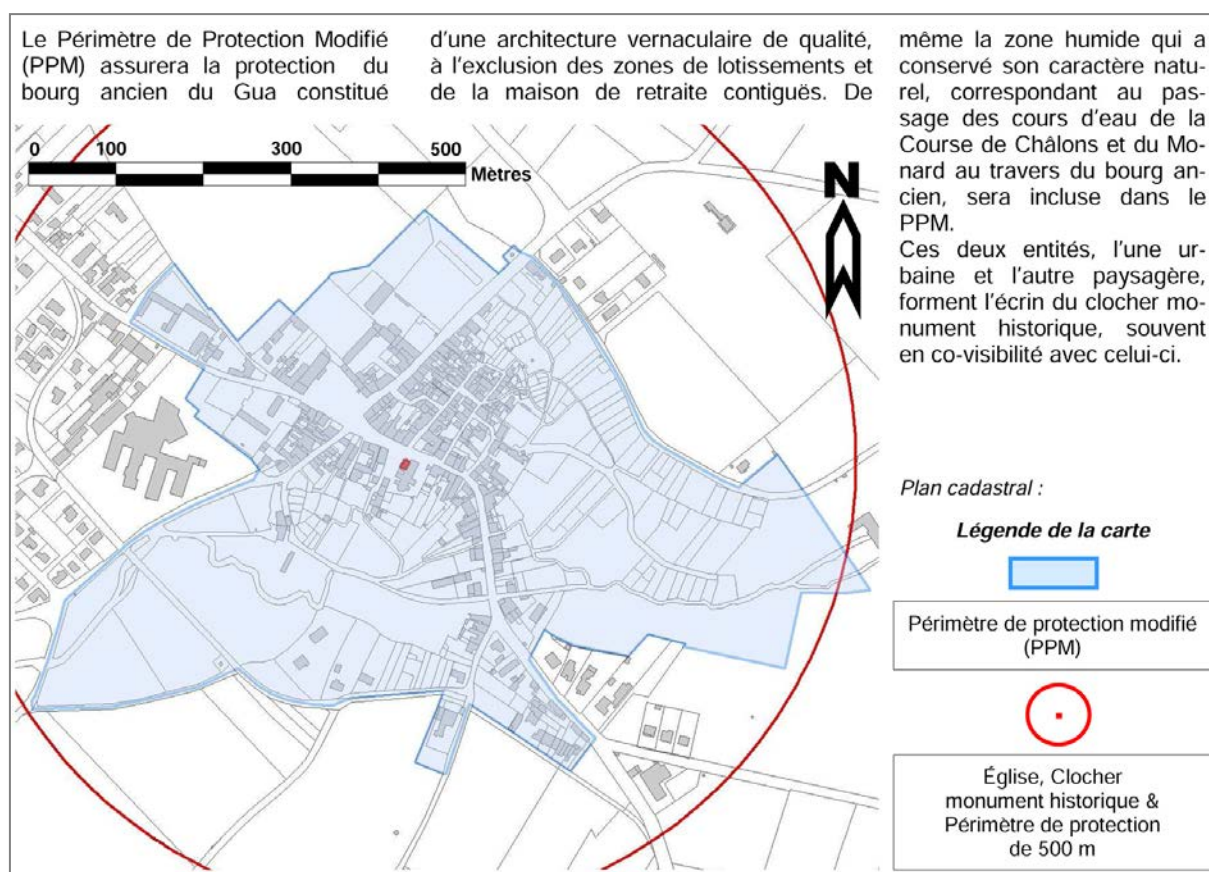 Le Périmètre de Protection Modifié
(PPM) assurera la protection du
bourg ancien du Gua constitué
d'une architecture vernaculaire de qualité,
à l'exclusion des zones de lotissements et
de la maison de retraite contiguës. De
même la zone humide qui a
conservé son caractère natu-
rel, correspondant au pas-
sage des cours d'eau de la
Course de Châlons et du Mo-
nard au travers du bourg an-
cien, sera incluse dans le
PPM.
Ces deux entités, l'une ur-
baine et l'autre paysagère,
forment l'écrin du clocher mo-
nument historique, souvent
en co-visibilité avec celui-ci.
0 100 300 500
Mètres
N
Plan cadastral :
Légende de la carte
Périmètre de protection modifié
(PPM)
Église, Clocher
monument historique &
Périmètre de protection
de 500 m